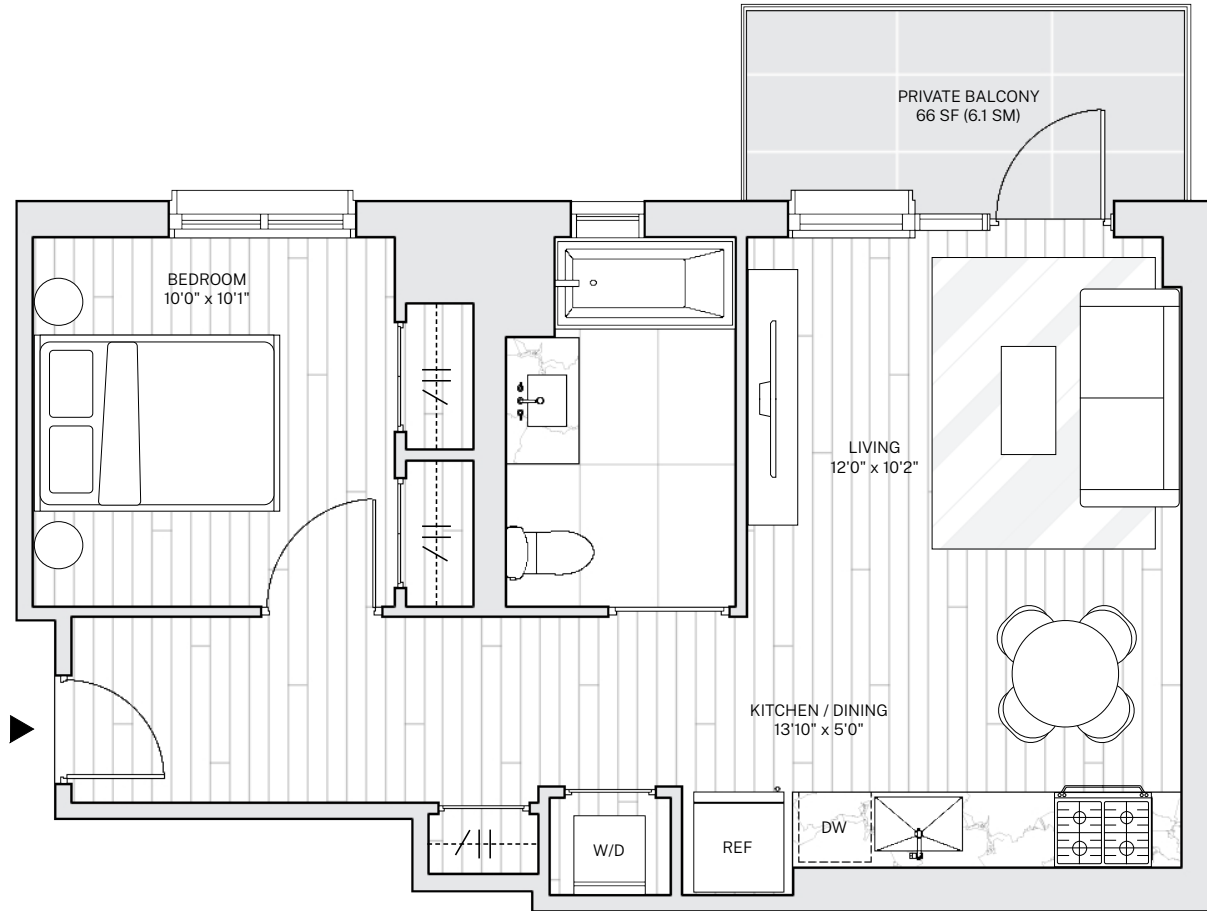 PRIVATE BALCONY
66 SF (6.1 SM)
BEDROOM
10'0" x 10'1"
LIVING
12'0" x 10'2"
KITCHEN / DINING
13'10" x 5'0"
W/D
REF
DW